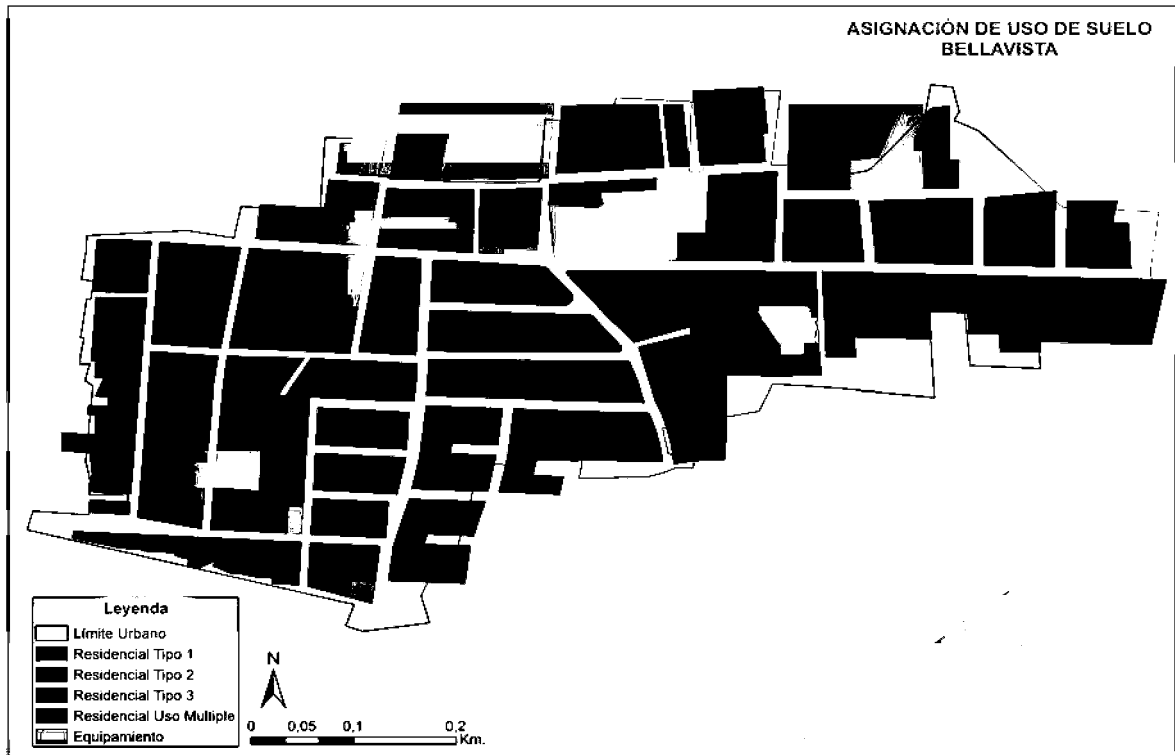 ASIGNACIÓN DE USO DE SUELO
BELLAVISTA
Leyenda
Límite Urbano
Residencial Tipo 1
Residencial Tipo 2
Residencial Tipo 3
Residencial Uso Multiple
Equipamiento
N
0 0,05 0,1 0,2
Km.